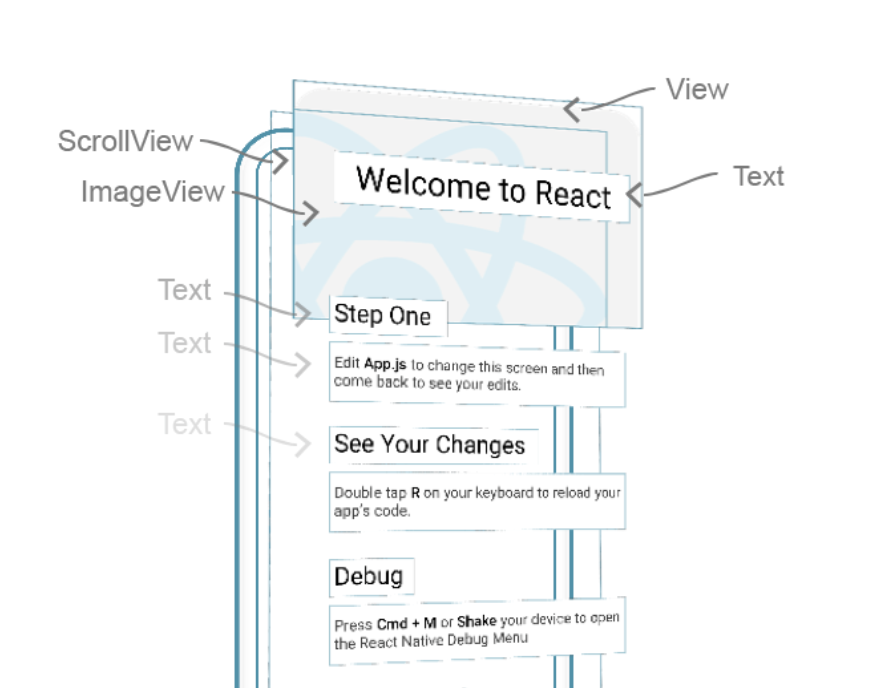 View
ScrollView
Welcome to React
Text
ImageView
Text
Step One
Text
Edit App.js to change this screen and then
come back to see your edits.
Text
See Your Changes
Double tap R on your keyboard to reload your
app's code.
Debug
Press Cmd + M or Shake your device to open
the React Native Debug Menu